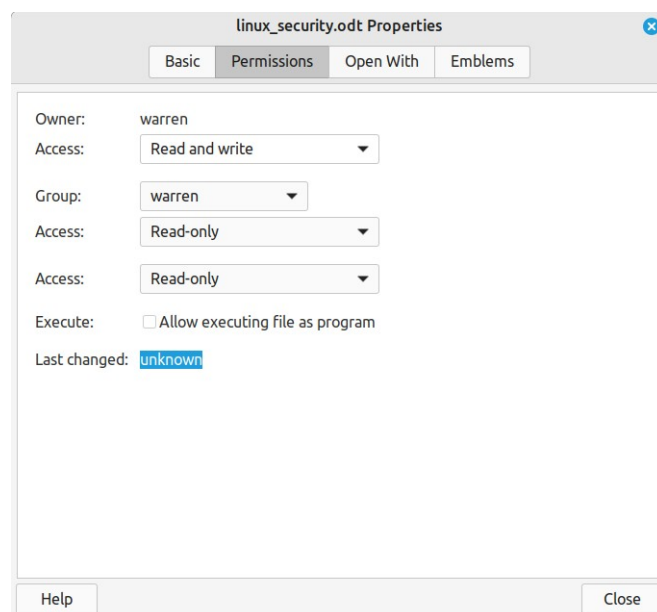 linux_security.odt Properties
Basic Permissions Open With Emblems
Owner: warren
Access: Read and write
Group: warren
Access: Read-only
Access: Read-only
Execute: Allow executing file as program
Last changed: unknown
Help Close